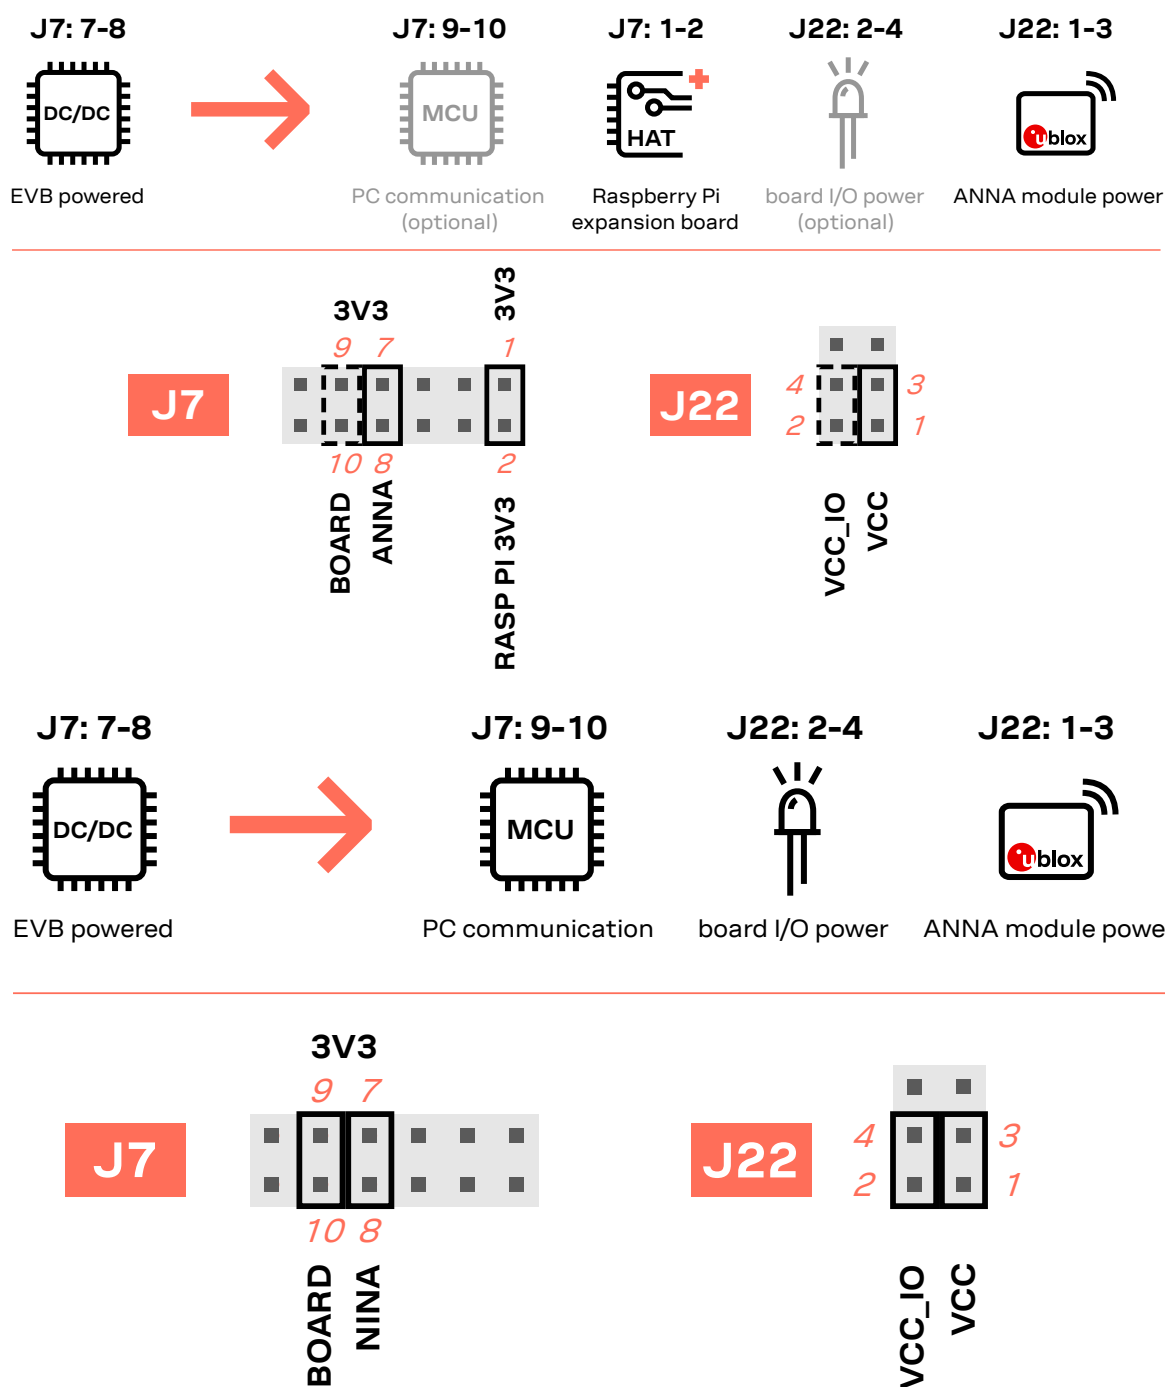 J7: 7-8
J7: 9-10
J7: 1-2
J22: 2-4
J22: 1-3
DC/DC
MCU
HAT
ublox
EVB powered
PC communication
(optional)
Raspberry Pi
expansion board
board I/O power
(optional)
ANNA module power
3V3
3V3
9 7
1
J7
10 8
2
BOARD
ANNA
RASP PI 3V3
J22
4
3
2
1
VCC_IO
VCC
J7: 7-8
J7: 9-10
J22: 2-4
J22: 1-3
DC/DC
MCU
ublox
EVB powered
PC communication
board I/O power
ANNA module powe
3V3
9 7
J7
10 8
BOARD
NINA
J22
4
3
2
1
VCC_IO
VCC